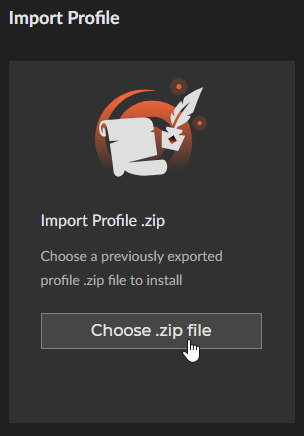 Import Profile
Import Profile .zip
Choose a previously exported
profile .zip file to install
Choose .zip file